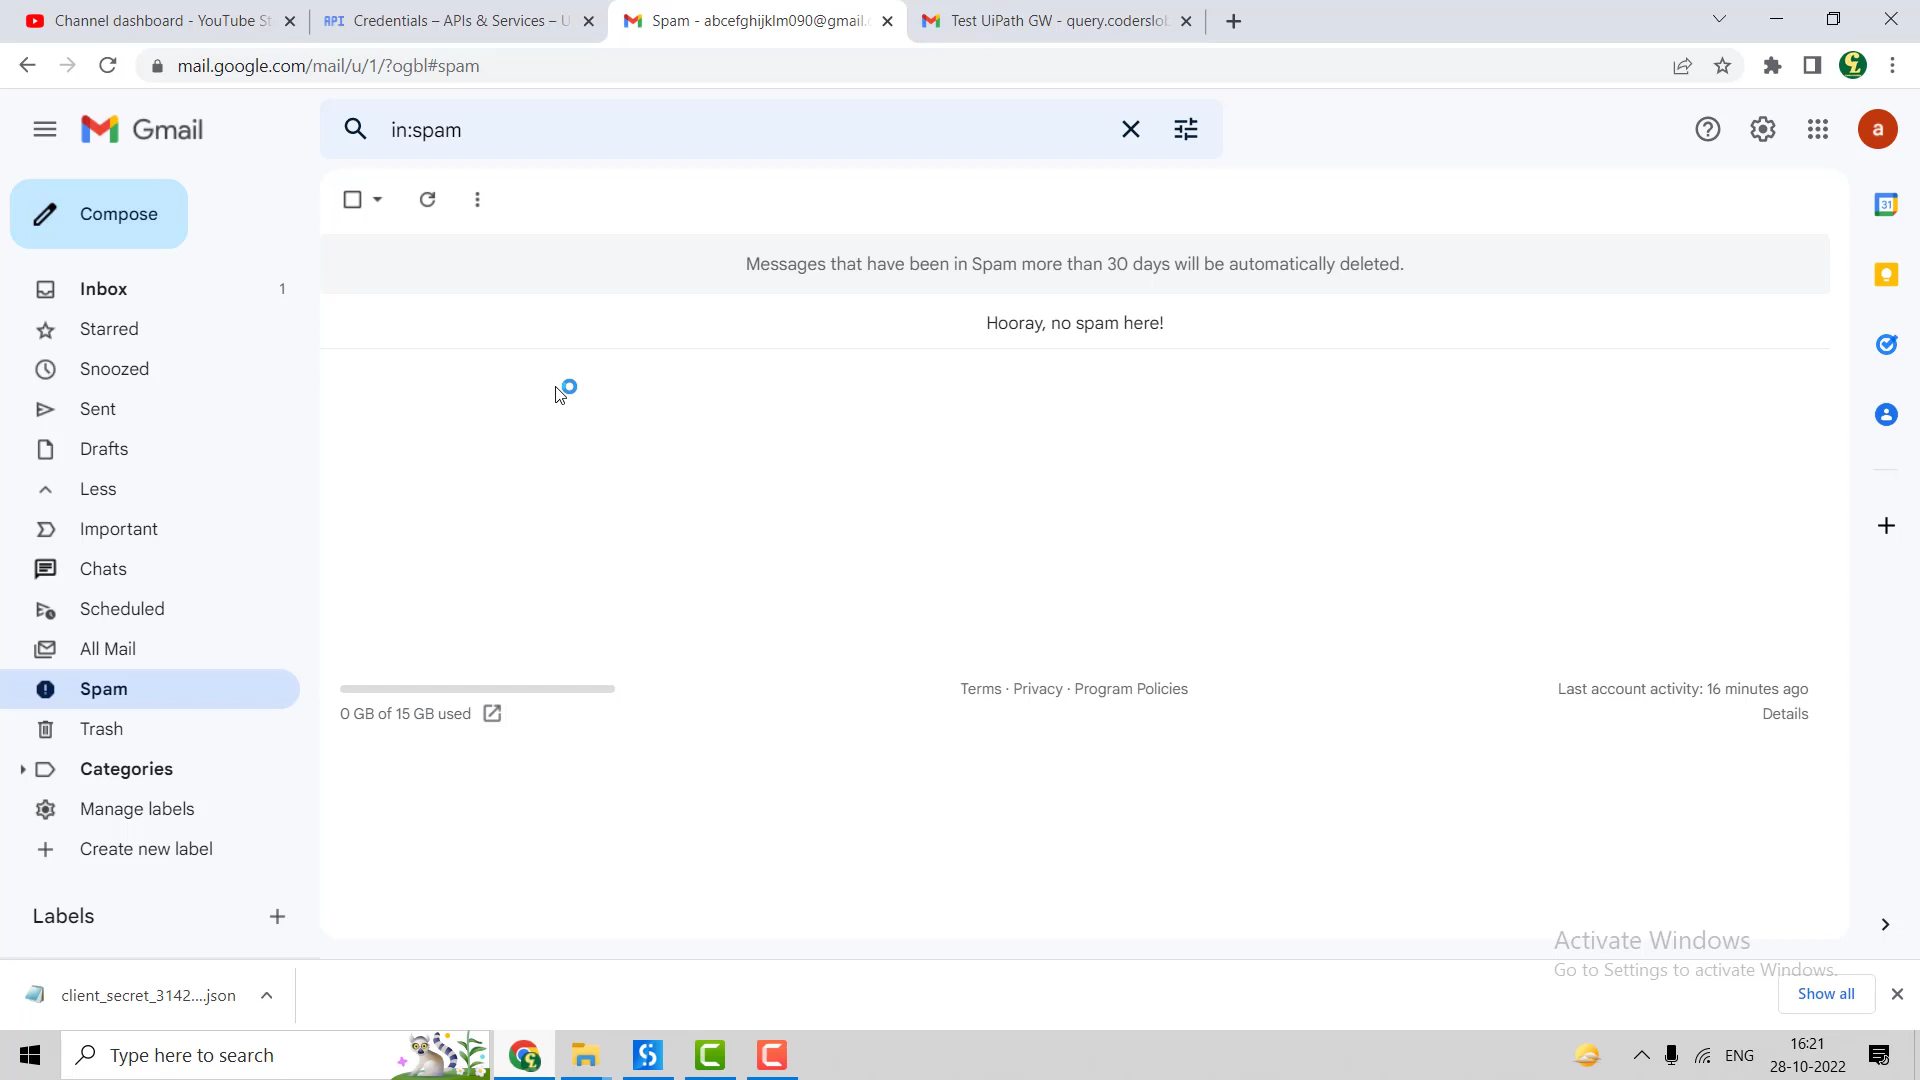 Channel dashboard - YouTube St
API Credentials – APIs & Services – U
Spam - abcefghijklm090@gmail.
Test UiPath GW - query.coderslob
mail.google.com/mail/u/1/?ogbl#spam
Gmail
in:spam
a
Compose
Messages that have been in Spam more than 30 days will be automatically deleted.
Hooray, no spam here!
Inbox 1
Starred
Snoozed
Sent
Drafts
Less
Important
Chats
Scheduled
All Mail
Spam
Trash
Categories
Manage labels
Create new label
Labels
31
0 GB of 15 GB used
Terms · Privacy · Program Policies
Last account activity: 16 minutes ago
Details
Activate Windows
Go to Settings to activate Windows.
client_secret_3142....json
Show all
Type here to search
ENG
16:21
28-10-2022